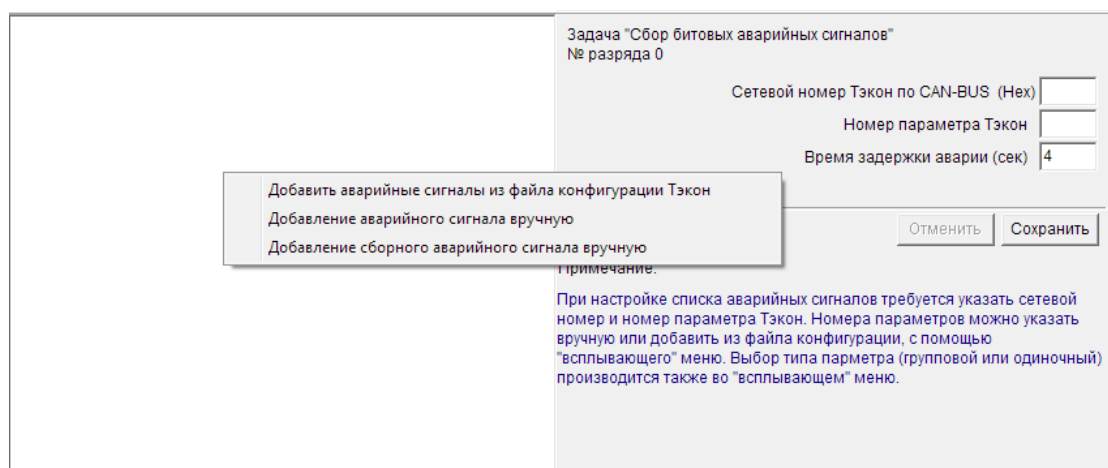 Задача "Сбор битовых аварийных сигналов"
№ разряда 0
Сетевой номер Тэкон по CAN-BUS (Hex)
Номер параметра Тэкон
Время задержки аварии (сек) 4
Добавить аварийные сигналы из файла конфигурации Тэкон
Добавление аварийного сигнала вручную
Добавление сборного аварийного сигнала вручную
Отменить Сохранить
Примечание:
При настройке списка аварийных сигналов требуется указать сетевой
номер и номер параметра Тэкон. Номера параметров можно указать
вручную или добавить из файла конфигурации, с помощью
"всплывающего" меню. Выбор типа парметра (групповой или одиночный)
производится также во "всплывающем" меню.